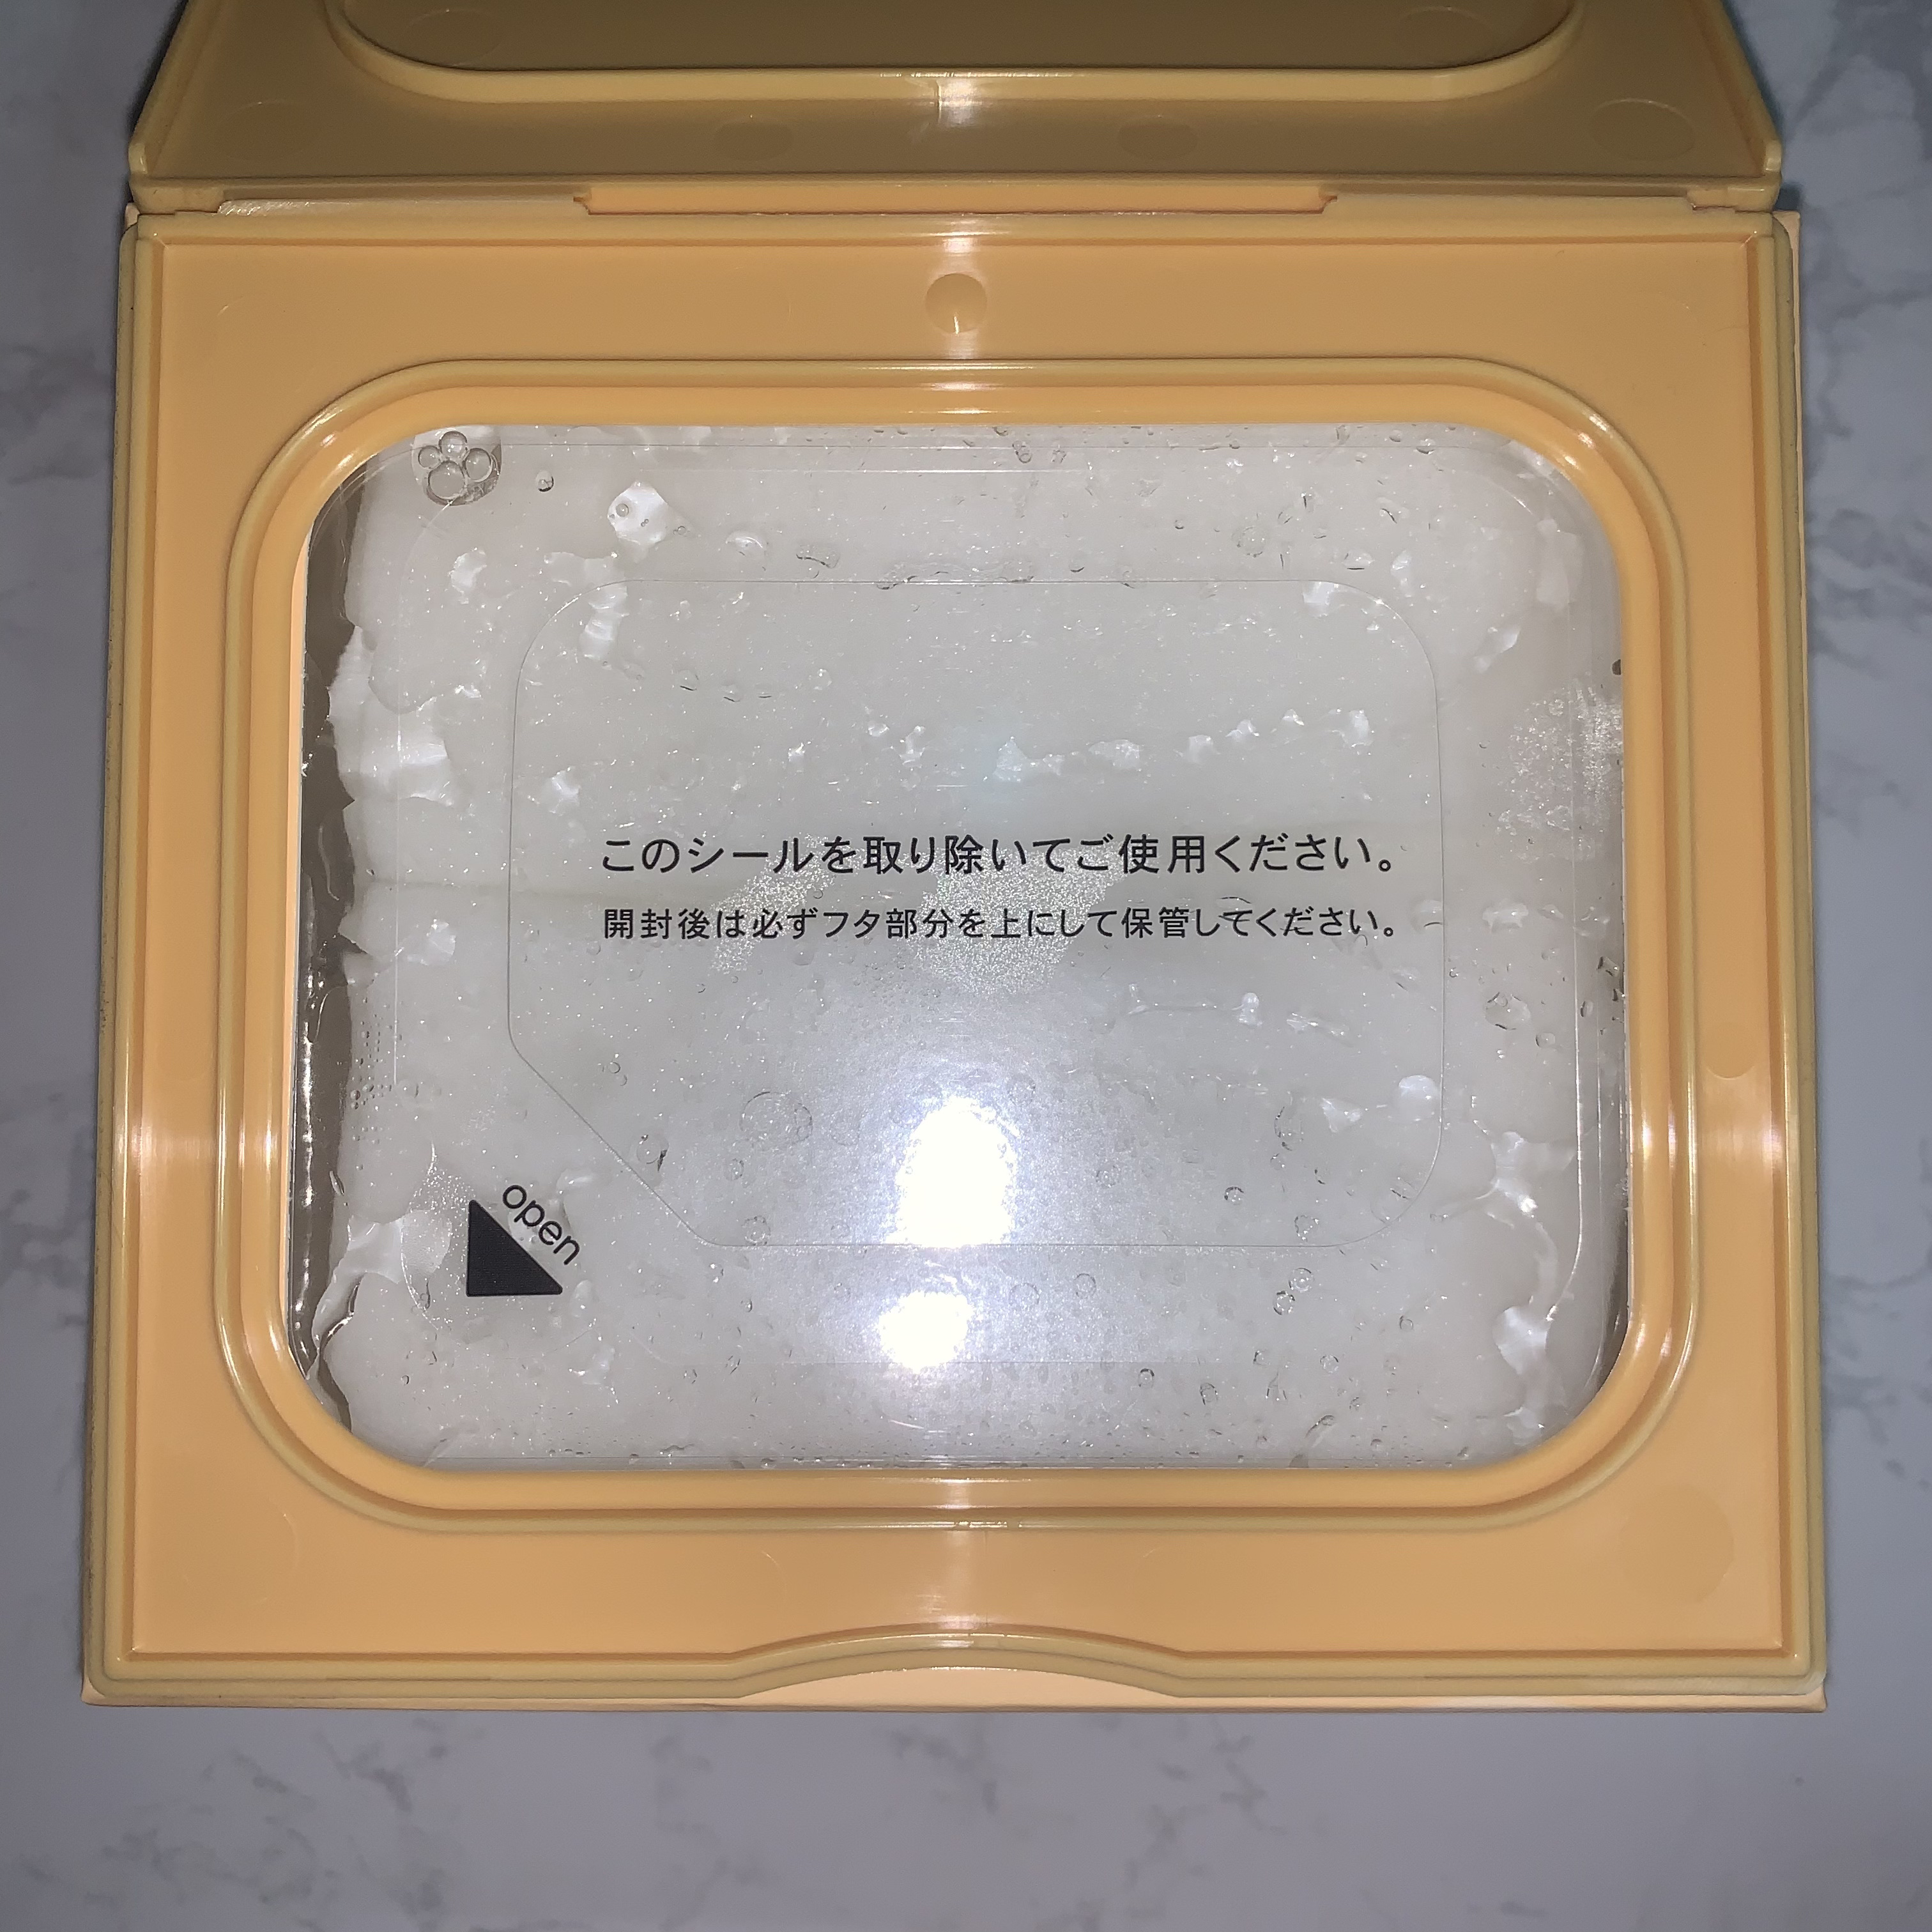 このシールを取り除いてご使用ください。
開封後は必ずフタ部分を上にして保管してください。
open